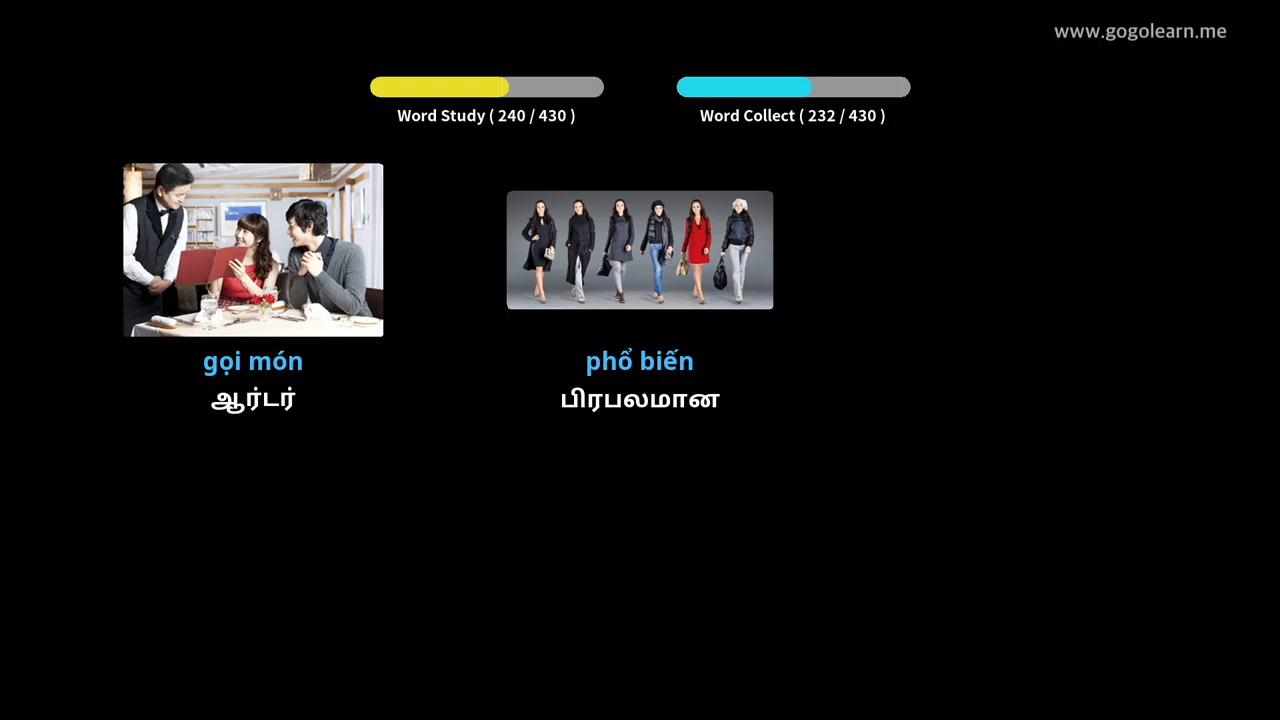 www.gogolearn.me
Word Study ( 240 / 430 )
Word Collect ( 232 / 430 )
gọi món
ஆர்டர்
phổ biến
பிரபலமான